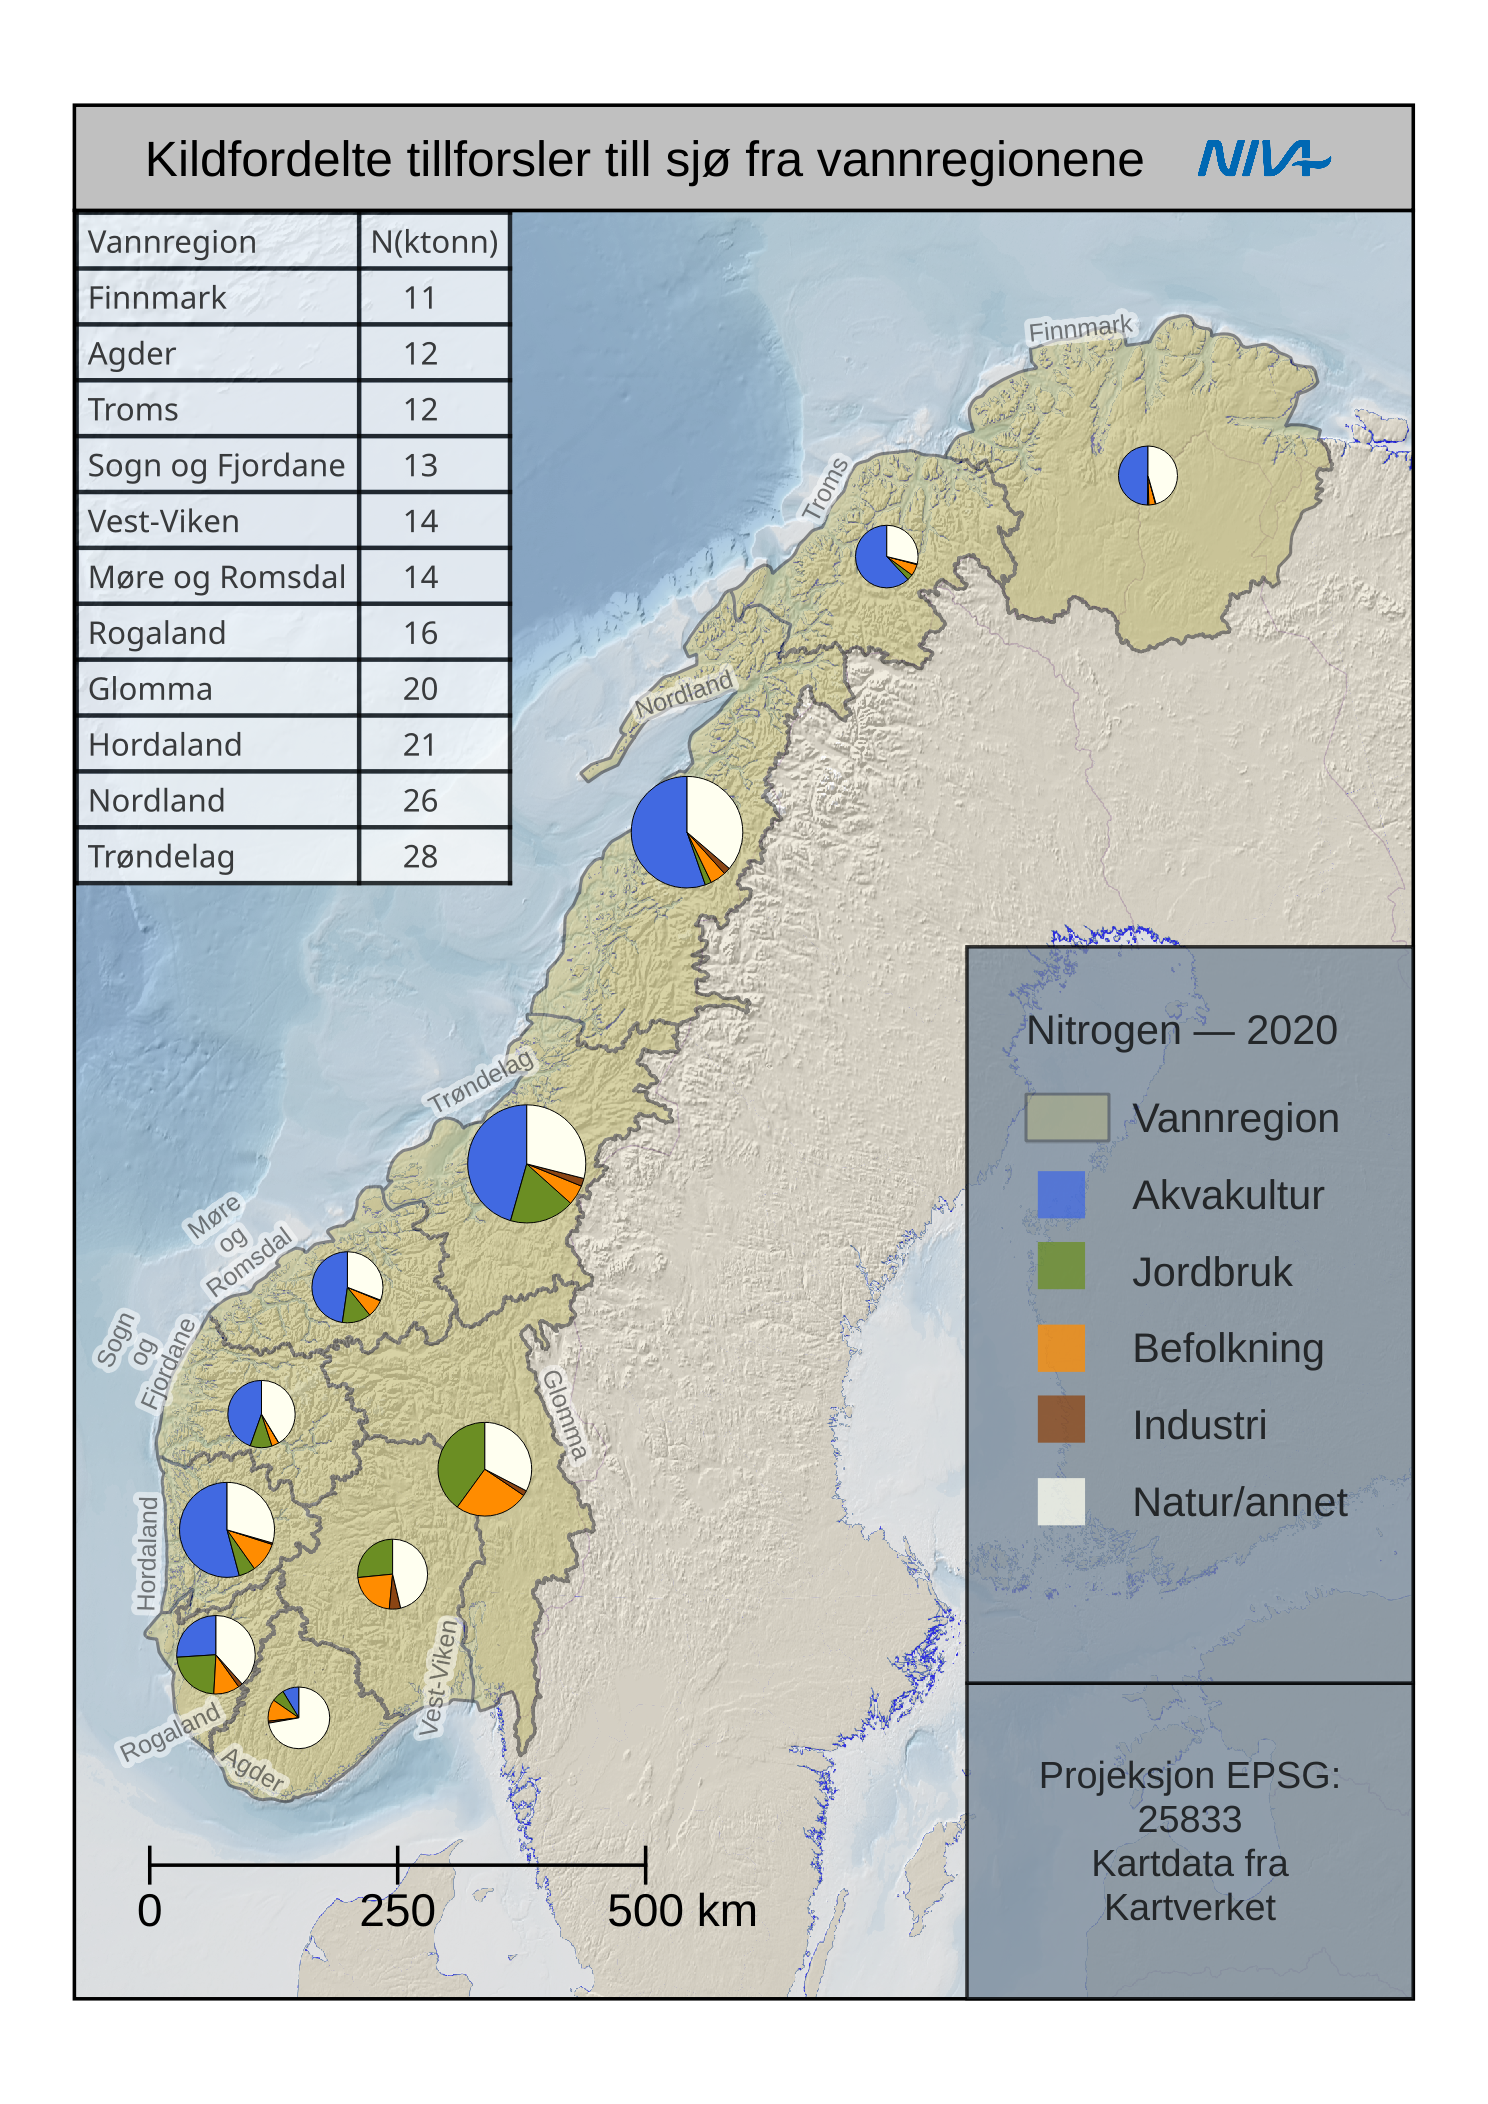 Kildfordelte tillforsler till sjø fra vannregionene
NIVA
Vannregion N(ktonn)
Finnmark 11
Agder 12
Troms 12
Sogn og Fjordane 13
Vest-Viken 14
Møre og Romsdal 14
Rogaland 16
Glomma 20
Hordaland 21
Nordland 26
Trøndelag 28
Finnmark
Troms
Nordland
Trøndelag
Møre
og
Romsdal
Sogn
og
Fjordane
Glomma
Hordaland
Vest-Viken
Rogaland
Agder
Nitrogen — 2020
Vannregion
Akvakultur
Jordbruk
Befolkning
Industri
Natur/annet
Projeksjon EPSG:
25833
Kartdata fra
Kartverket
0 250 500 km